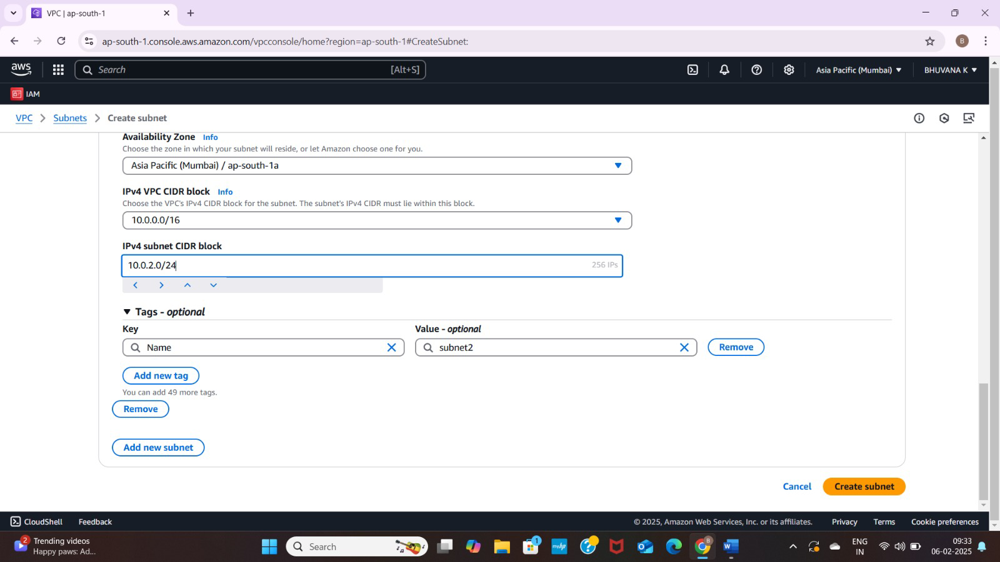 VPC | ap-south-1
ap-south-1.console.aws.amazon.com/vpcconsole/home?region=ap-south-1#CreateSubnet:
B
aws
Search
[Alt+S]
Asia Pacific (Mumbai)
BHUVANA K
IAM
VPC > Subnets > Create subnet
Availability Zone Info
Choose the zone in which your subnet will reside, or let Amazon choose one for you.
Asia Pacific (Mumbai) / ap-south-1a
IPv4 VPC CIDR block Info
Choose the VPC's IPv4 CIDR block for the subnet. The subnet's IPv4 CIDR must lie within this block.
10.0.0.0/16
IPv4 subnet CIDR block
10.0.2.0/24
256 IPs
Tags - optional
Key
Value - optional
Name
subnet2
Remove
Add new tag
You can add 49 more tags.
Remove
Add new subnet
Cancel
Create subnet
CloudShell
Feedback
© 2025, Amazon Web Services, Inc. or its affiliates.
Privacy
Terms
Cookie preferences
2
Trending videos
Happy paws: Ad...
Search
1
myhp
B
ENG
IN
09:33
06-02-2025